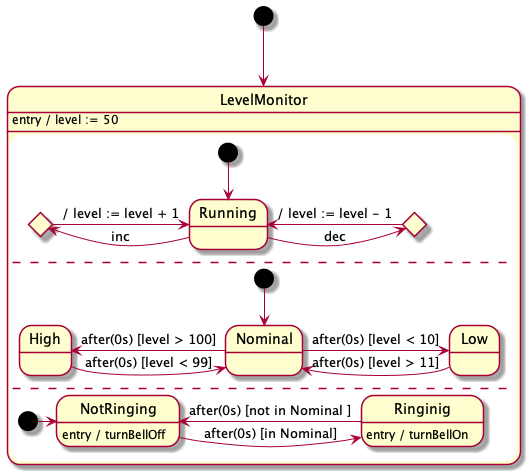 LevelMonitor
entry / level := 50
Running
/ level := level + 1
/ level := level − 1
inc
dec
High
after(0s) [level > 100]
Nominal
after(0s) [level < 10]
Low
after(0s) [level < 99]
after(0s) [level > 11]
NotRinging
entry / turnBellOff
after(0s) [not in Nominal ]
after(0s) [in Nominal]
Ringinig
entry / turnBellOn